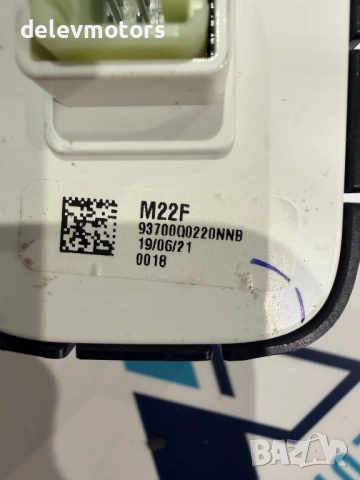 delevmotors
M22F
93700Q0220NNB
19/06/21
0018
BAZAR